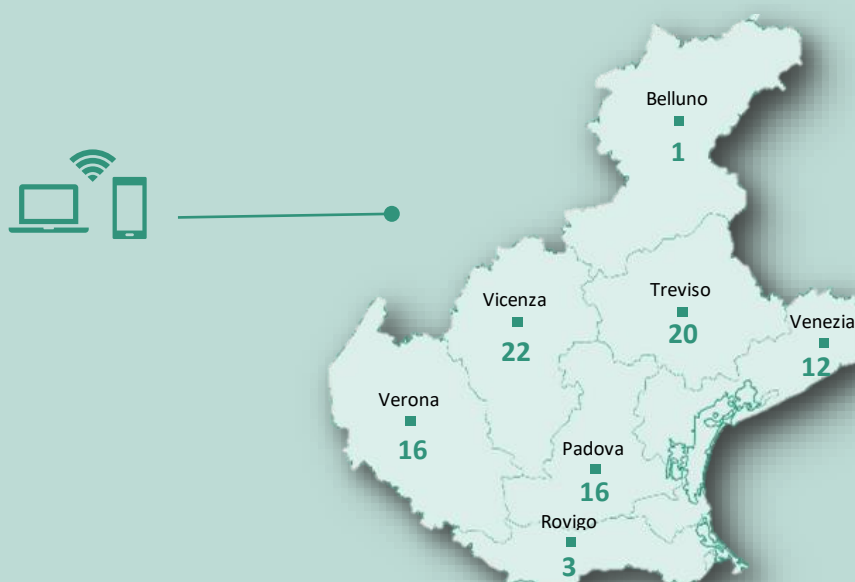 Belluno
1
Treviso
20
Vicenza
22
Venezia
12
Verona
16
Padova
16
Rovigo
3